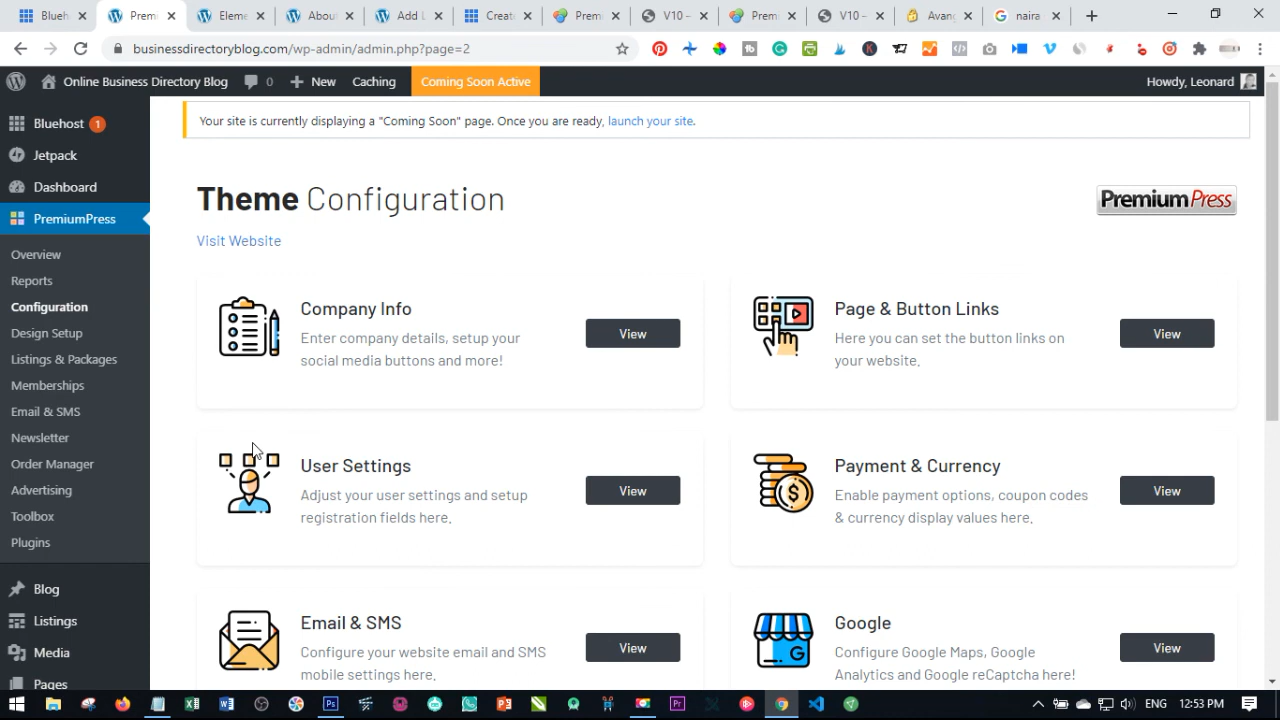 Blueh
Premi
Eleme
About
Add L
Creat
Premi
V10 –
Premi
V10 –
Avang
naira
businessdirectoryblog.com/wp-admin/admin.php?page=2
Online Business Directory Blog 0 New Caching Coming Soon Active Howdy, Leonard
Bluehost 1
Jetpack
Dashboard
PremiumPress
Overview
Reports
Configuration
Design Setup
Listings & Packages
Memberships
Email & SMS
Newsletter
Order Manager
Advertising
Toolbox
Plugins
Blog
Listings
Media
Pages
Your site is currently displaying a "Coming Soon" page. Once you are ready, launch your site.
Theme Configuration
PremiumPress
Visit Website
Company Info
Enter company details, setup your
social media buttons and more!
View
Page & Button Links
Here you can set the button links on
your website.
View
User Settings
Adjust your user settings and setup
registration fields here.
View
Payment & Currency
Enable payment options, coupon codes
& currency display values here.
View
Email & SMS
Configure your website email and SMS
mobile settings here.
View
Google
Configure Google Maps, Google
Analytics and Google reCaptcha here!
View
ENG 12:53 PM